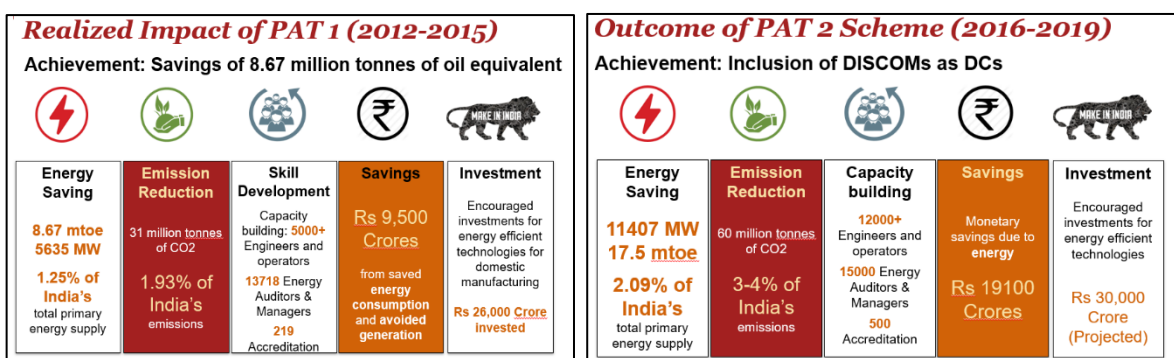 Realized Impact of PAT 1 (2012-2015)
Achievement: Savings of 8.67 million tonnes of oil equivalent
MAKE IN INDIA
Energy
Saving
8.67 mtoe
5635 MW
1.25% of
India's
total primary
energy supply
Emission
Reduction
31 million tonnes
of CO2
1.93% of
India's
emissions
Skill
Development
Capacity
building: 5000+
Engineers and
operators
13718 Energy
Auditors &
Managers
219
Accreditation
Savings
Rs 9,500
Crores
from saved
energy
consumption
and avoided
generation
Investment
Encouraged
investments for
energy efficient
technologies for
domestic
manufacturing
Rs 26,000 Crore
invested
Outcome of PAT 2 Scheme (2016-2019)
Achievement: Inclusion of DISCOMs as DCs
MAKE IN INDIA
Energy
Saving
11407 MW
17.5 mtoe
2.09% of
India's
total primary
energy supply
Emission
Reduction
60 million tonnes
of CO2
3-4% of
India's
emissions
Capacity
building
12000+
Engineers and
operators
15000 Energy
Auditors &
Managers
500
Accreditation
Savings
Monetary
savings due to
energy
Rs 19100
Crores
Investment
Encouraged
investments for
energy efficient
technologies
Rs 30,000
Crore
(Projected)